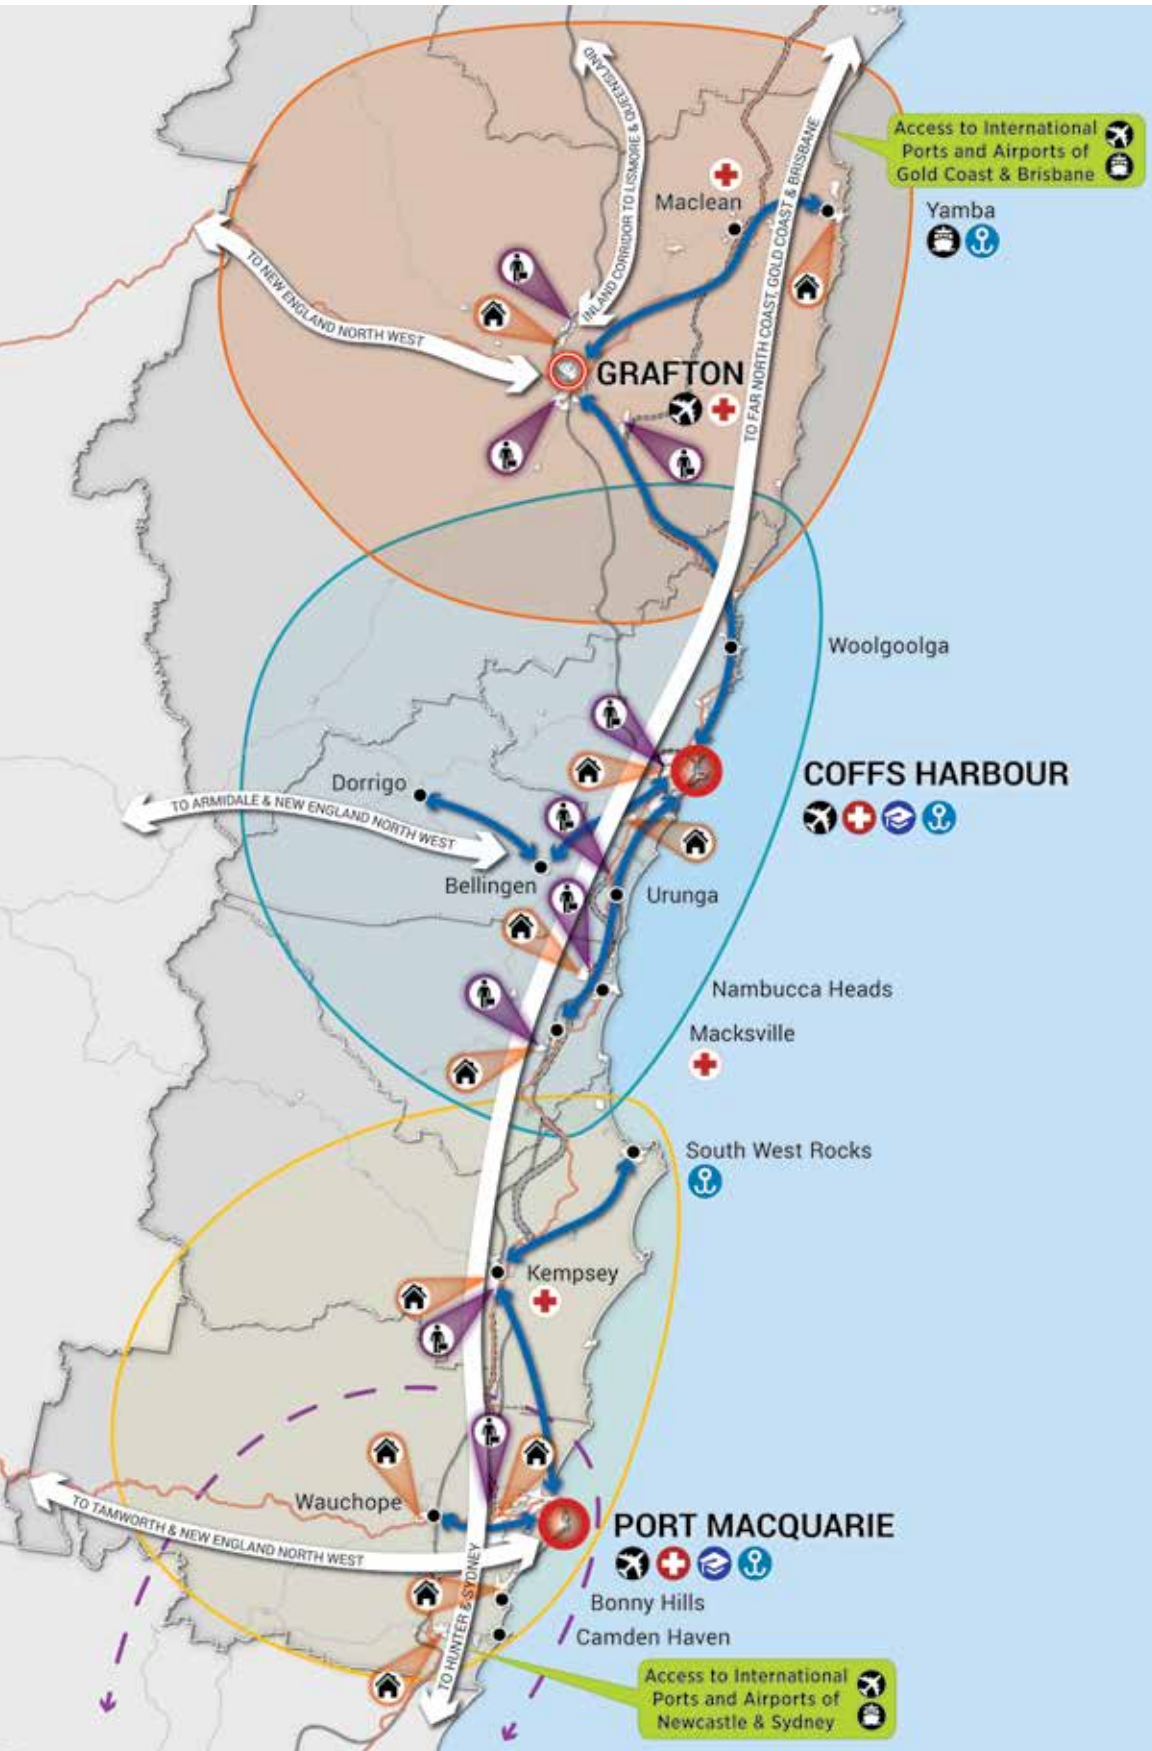 INLAND CORRIDOR TO LISMORE & QUEENSLAND
Access to International
Ports and Airports of
Gold Coast & Brisbane
Maclean
Yamba
TO NEW ENGLAND NORTH WEST
TO FAR NORTH COAST, GOLD COAST & BRISBANE
GRAFTON
Woolgoolga
COFFS HARBOUR
Dorrigo
TO ARMIDALE & NEW ENGLAND NORTH WEST
Bellingen
Urunga
Nambucca Heads
Macksville
South West Rocks
Kempsey
Wauchope
TO TAMWORTH & NEW ENGLAND NORTH WEST
PORT MACQUARIE
TO HUNTER & SYDNEY
Bonny Hills
Camden Haven
Access to International
Ports and Airports of
Newcastle & Sydney